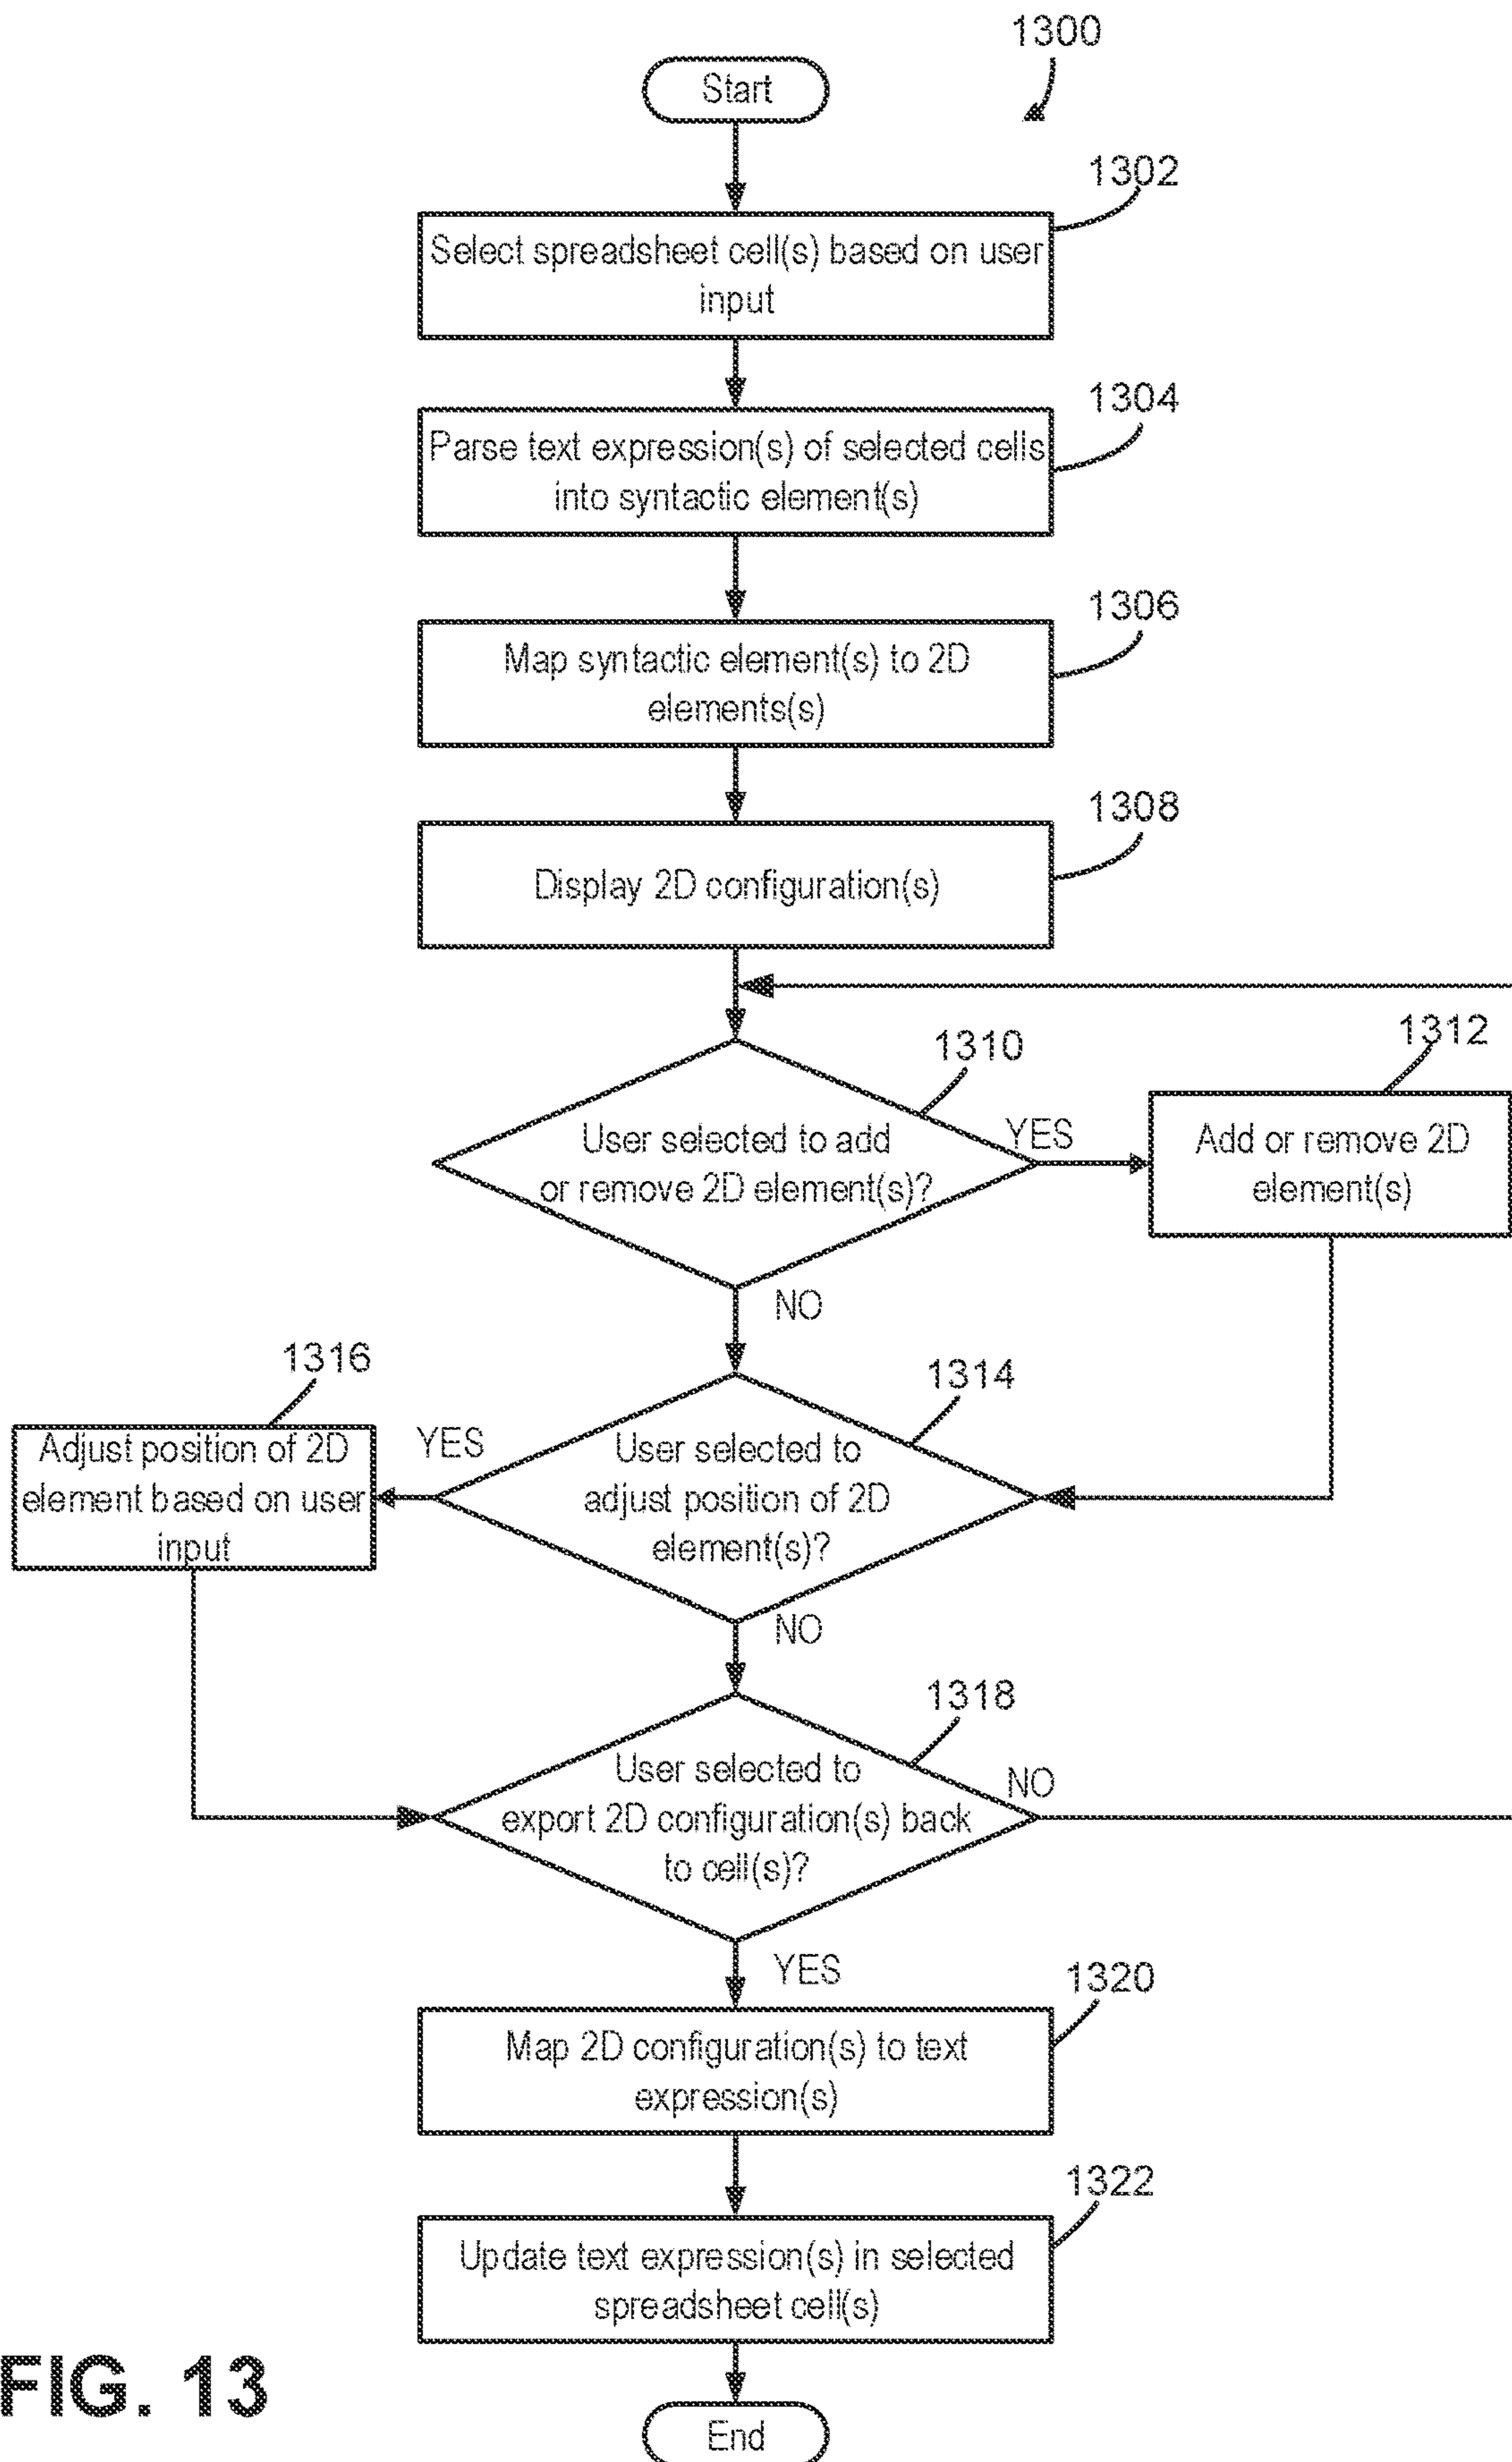 1300
Start
1302
Select spreadsheet cell(s) based on user
input
1304
Parse text expression(s) of selected cells
into syntactic element(s)
1306
Map syntactic element(s) to 2D
elements(s)
1308
Display 2D configuration(s)
1310
1312
User selected to add
or remove 2D element(s)?
YES
Add or remove 2D
element(s)
NO
1316
1314
Adjust position of 2D
element based on user
input
YES
User selected to
adjust position of 2D
element(s)?
NO
1318
User selected to
export 2D configuration(s) back
to cell(s)?
NO
YES
1320
Map 2D configuration(s) to text
expression(s)
1322
Update text expression(s) in selected
spreadsheet cell(s)
FIG. 13
End